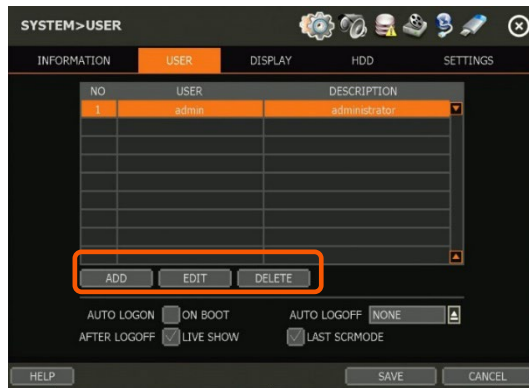 SYSTEM>USER
INFORMATION USER DISPLAY HDD SETTINGS
NO USER DESCRIPTION
1 admin administrator
ADD EDIT DELETE
AUTO LOGON ON BOOT AUTO LOGOFF NONE
AFTER LOGOFF LIVE SHOW LAST SCRMODE
HELP SAVE CANCEL